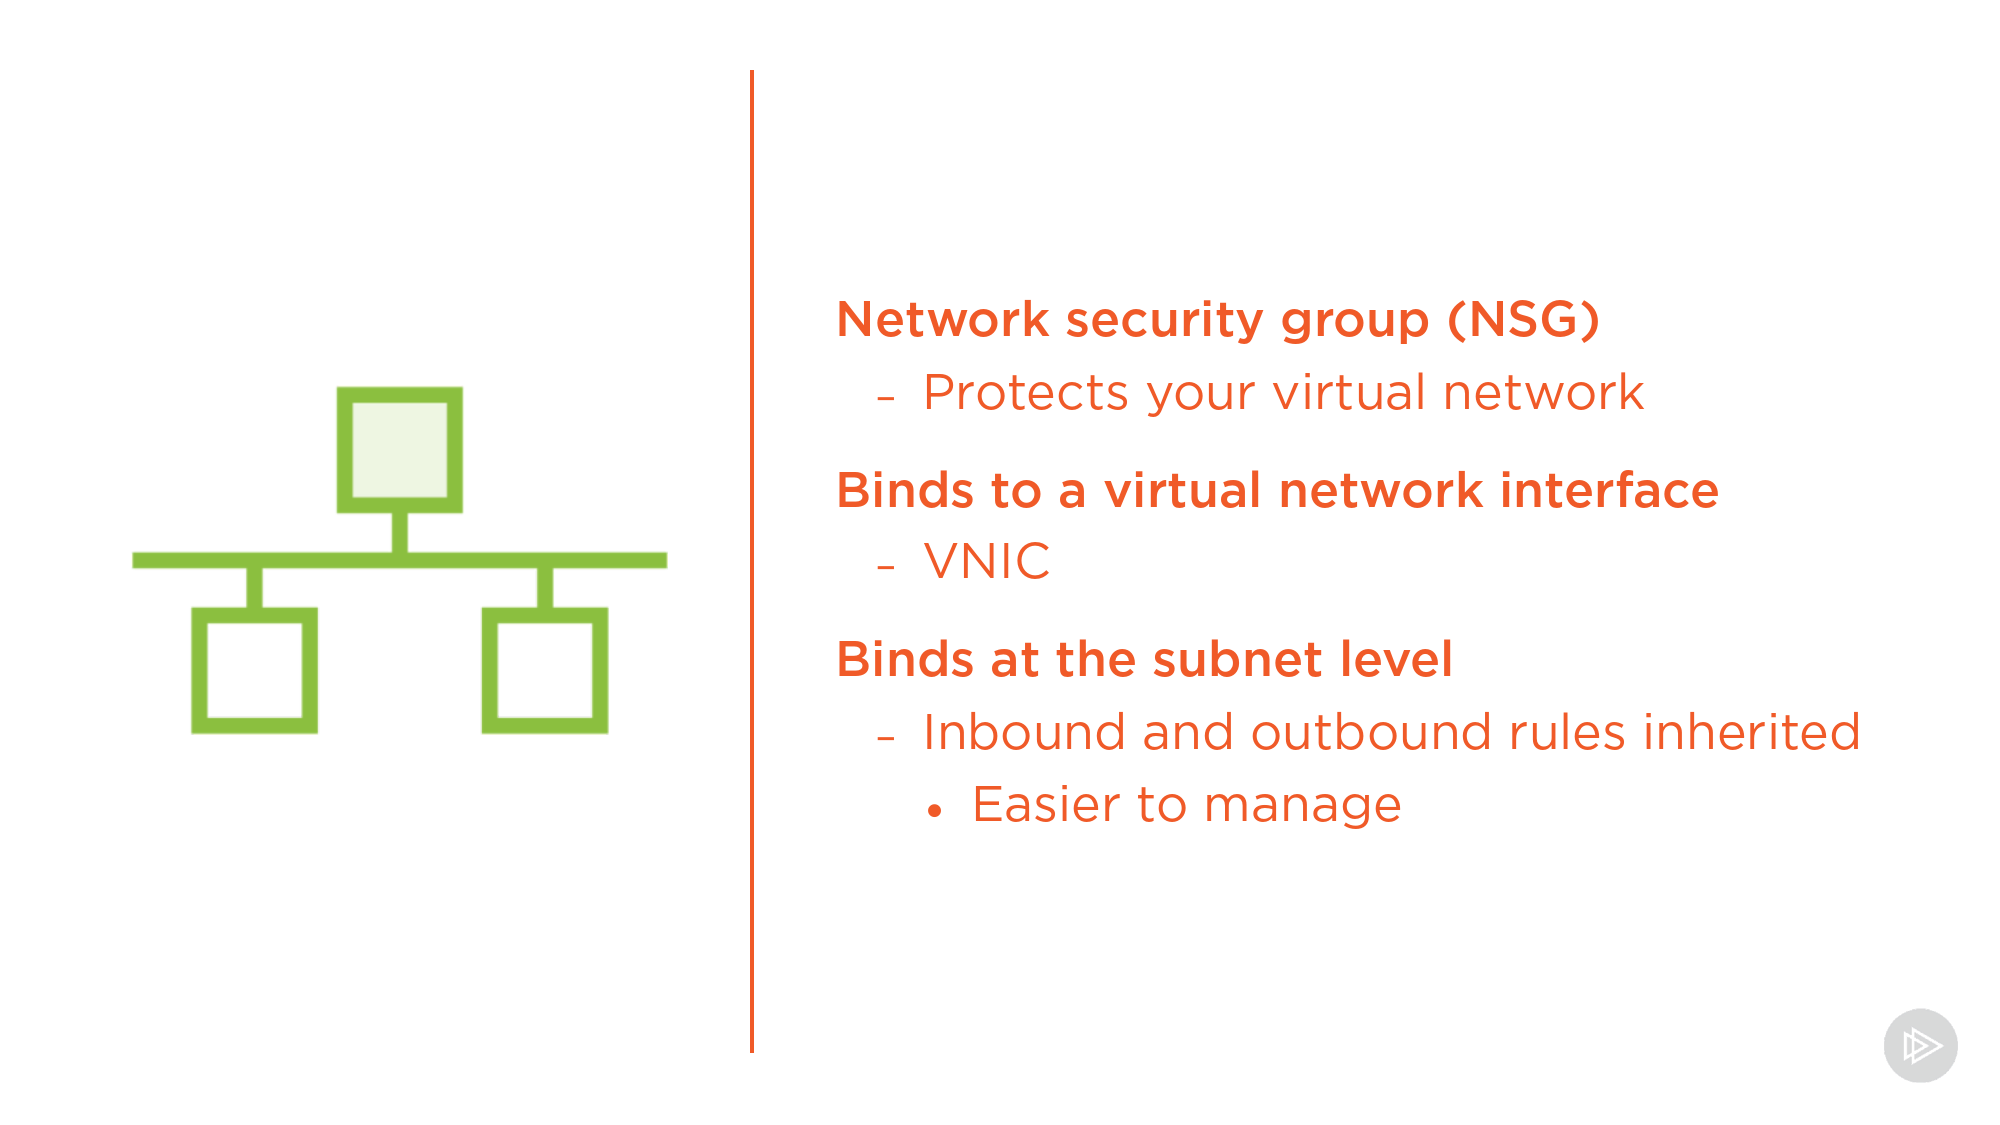 Network security group (NSG)
– Protects your virtual network
Binds to a virtual network interface
– VNIC
Binds at the subnet level
– Inbound and outbound rules inherited
• Easier to manage